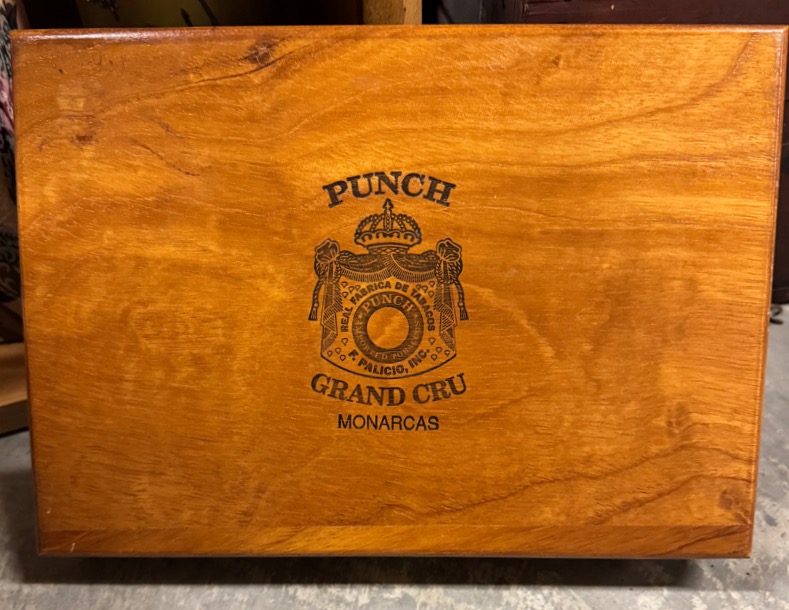 PUNCH
REAL FABRICA DE TABACOS
PUNCH
F. PALICIO, INC.
GRAND CRU
MONARCAS